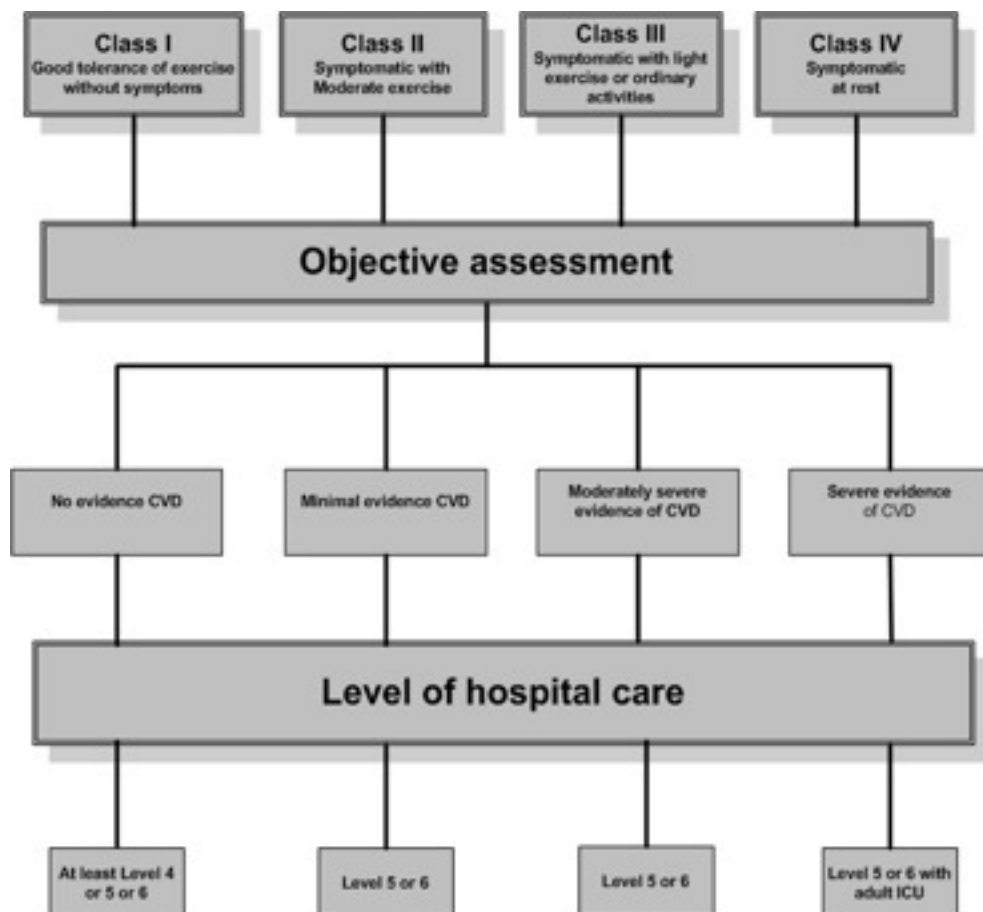 Class I
Good tolerance of exercise
without symptoms
Class II
Symptomatic with
Moderate exercise
Class III
Symptomatic with light
exercise or ordinary
activities
Class IV
Symptomatic
at rest
Objective assessment
No evidence CVD
Minimal evidence CVD
Moderately severe
evidence of CVD
Severe evidence
of CVD
Level of hospital care
At least Level 4
or 5 or 6
Level 5 or 6
Level 5 or 6
Level 5 or 6 with
adult ICU